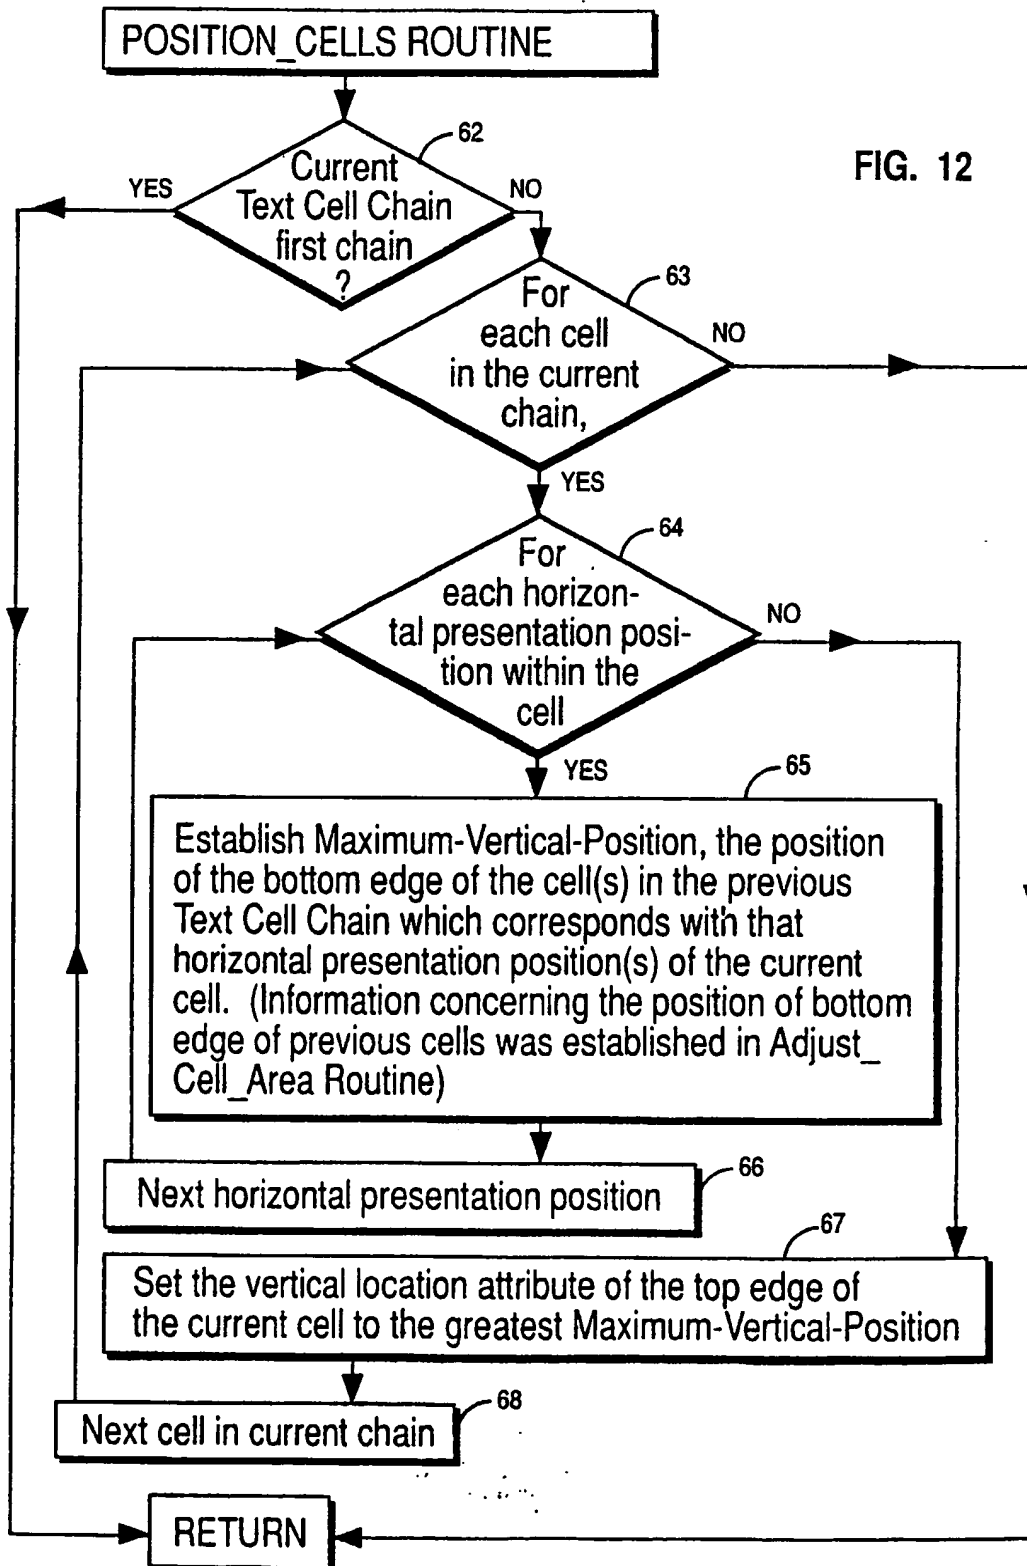 POSITION_CELLS ROUTINE
62
FIG. 12
Current
Text Cell Chain
first chain
?
YES
NO
63
For
each cell
in the current
chain,
NO
YES
64
For
each horizon-
tal presentation posi-
tion within the
cell
NO
YES
65
Establish Maximum-Vertical-Position, the position
of the bottom edge of the cell(s) in the previous
Text Cell Chain which corresponds with that
horizontal presentation position(s) of the current
cell. (Information concerning the position of bottom
edge of previous cells was established in Adjust_
Cell_Area Routine)
66
Next horizontal presentation position
67
Set the vertical location attribute of the top edge of
the current cell to the greatest Maximum-Vertical-Position
68
Next cell in current chain
RETURN